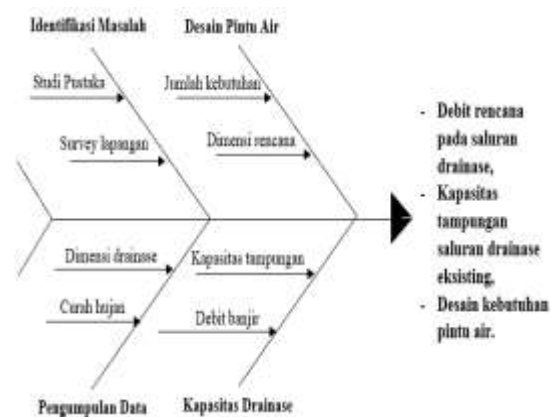 Identifikasi Masalah
Desain Pintu Air
Studi Pustaka
Jumlah kebutuhan
Survey lapangan
Dimensi rencana
- Debit rencana
pada saluran
drainase,
- Kapasitas
tampungan
saluran drainase
eksisting,
- Desain kebutuhan
pintu air.
Dimensi drainase
Kapasitas tampungan
Curah hujan
Debit banjir
Pengumpulan Data
Kapasitas Drainase